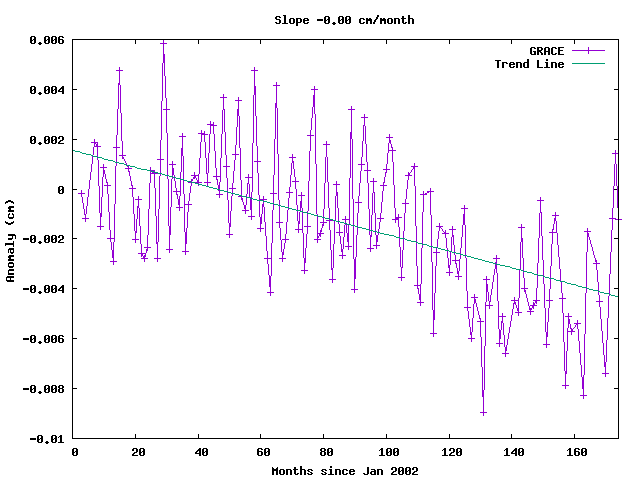 Slope -0.00 cm/month
GRACE
Trend Line
0.006
0.004
0.002
0
-0.002
-0.004
-0.006
-0.008
-0.01
Anomaly (cm)
0 20 40 60 80 100 120 140 160
Months since Jan 2002